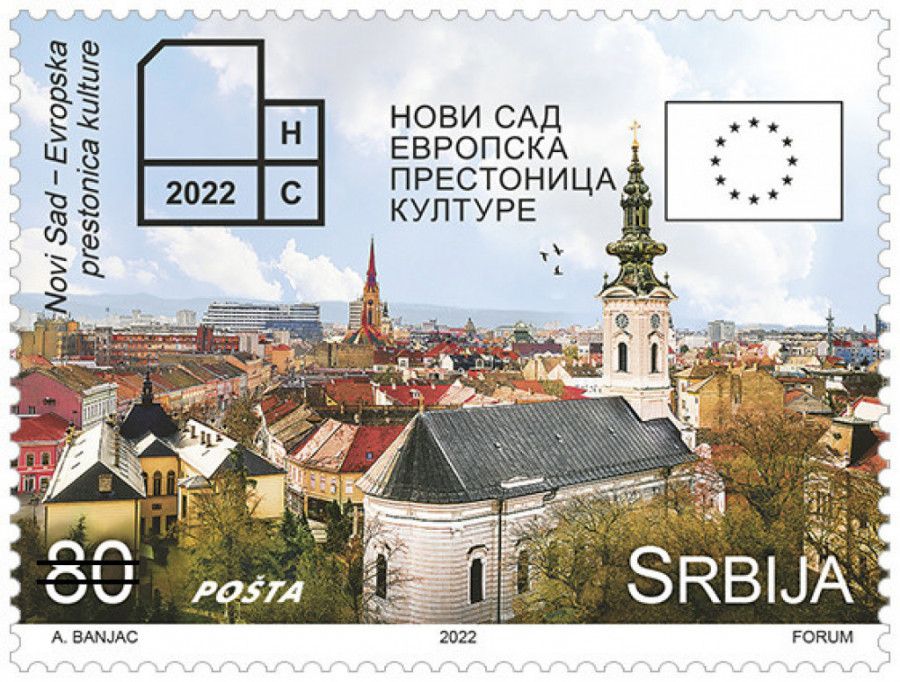 Novi Sad – Evropska
prestonica kulture
Н
2022
С
НОВИ САД
ЕВРОПСКА
ПРЕСТОНИЦА
КУЛТУРЕ
80
POŠTA
SRBIJA
A. BANJAC
2022
FORUM